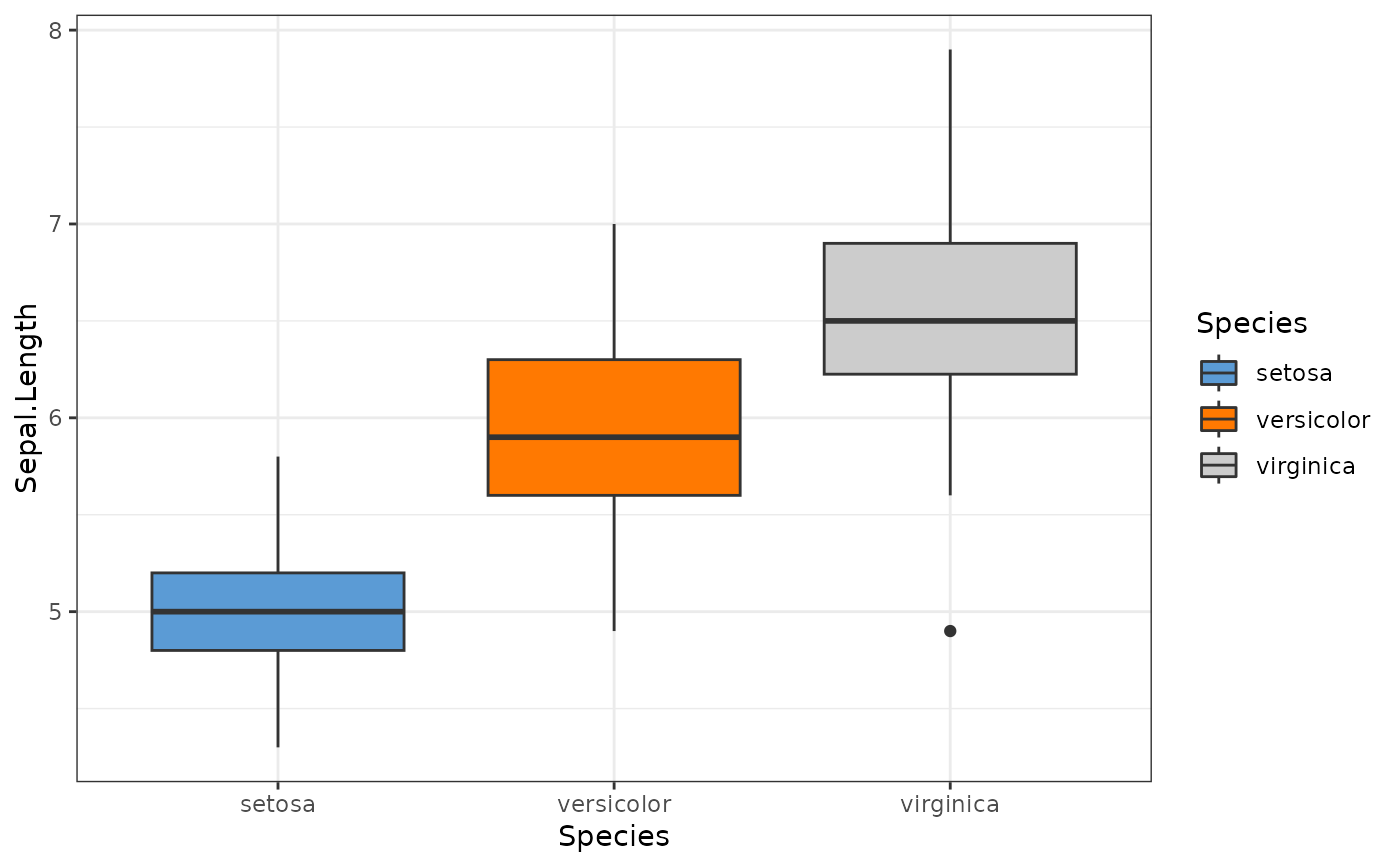 Sepal.Length
8
7
6
5
setosa
versicolor
virginica
Species
Species
setosa
versicolor
virginica